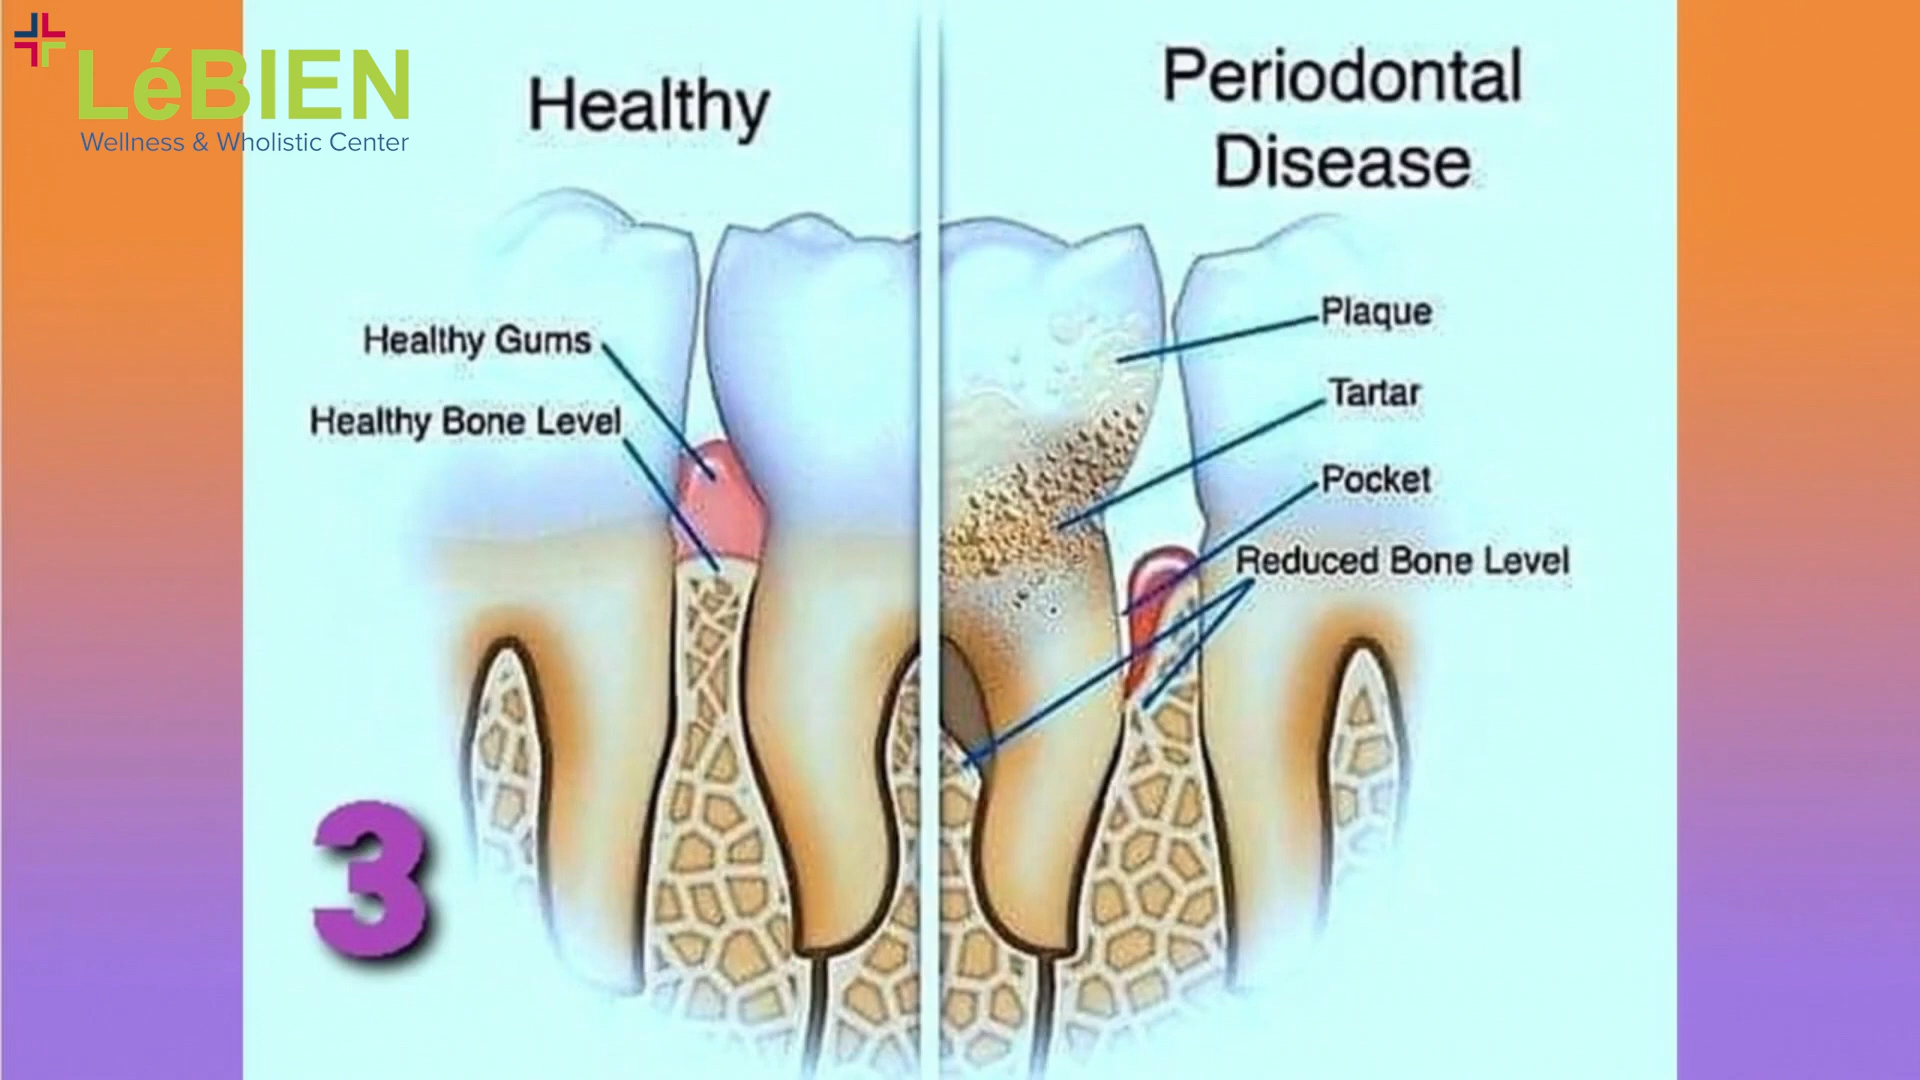 LéBIEN
Wellness & Wholistic Center
Healthy
Periodontal
Disease
Healthy Gums
Healthy Bone Level
Plaque
Tartar
Pocket
Reduced Bone Level
3